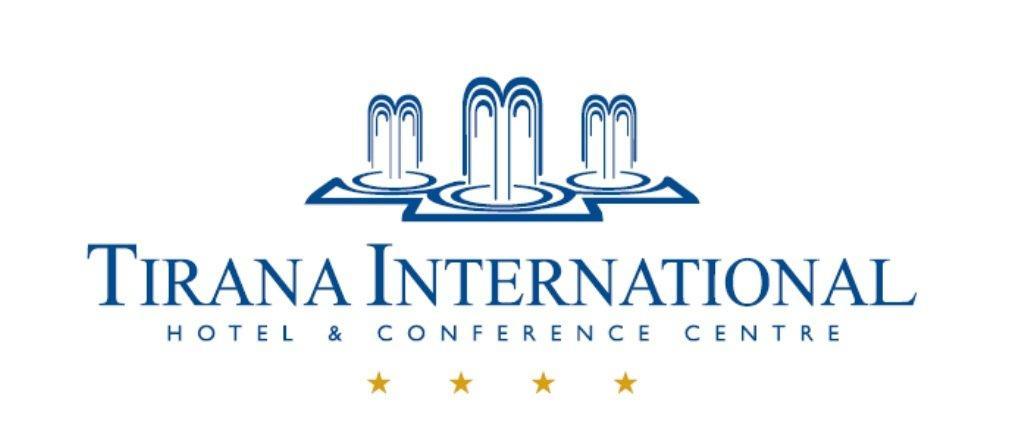 TIRANA INTERNATIONAL
HOTEL & CONFERENCE CENTRE